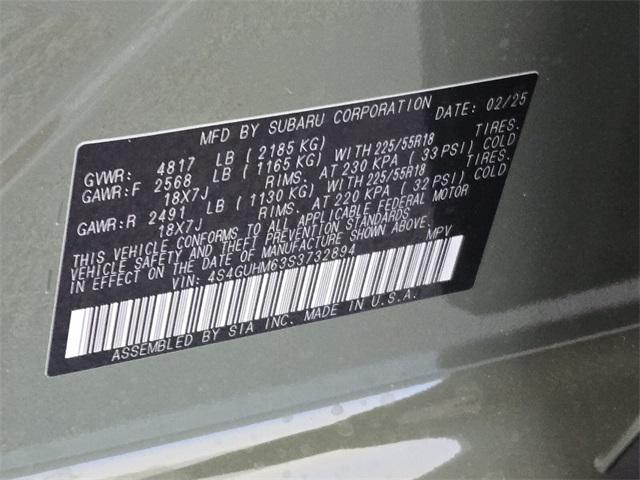 MFD BY SUBARU CORPORATION DATE: 02/25
GVWR: 4817 LB ( 2185 KG)
GAWR:F 2568 LB ( 1165 KG) WITH 225/55R18 TIRES.
18X7J RIMS. AT 230 KPA ( 33 PSI) COLD
GAWR:R 2491 LB ( 1130 KG) WITH 225/55R18 TIRES.
18X7J RIMS. AT 220 KPA ( 32 PSI) COLD
THIS VEHICLE CONFORMS TO ALL APPLICABLE FEDERAL MOTOR
VEHICLE SAFETY AND THEFT PREVENTION STANDARDS
IN EFFECT ON THE DATE OF MANUFACTURE SHOWN ABOVE.
VIN: 4S4GUHM63S3732894 MPV
ASSEMBLED BY SIA INC. MADE IN U.S.A.